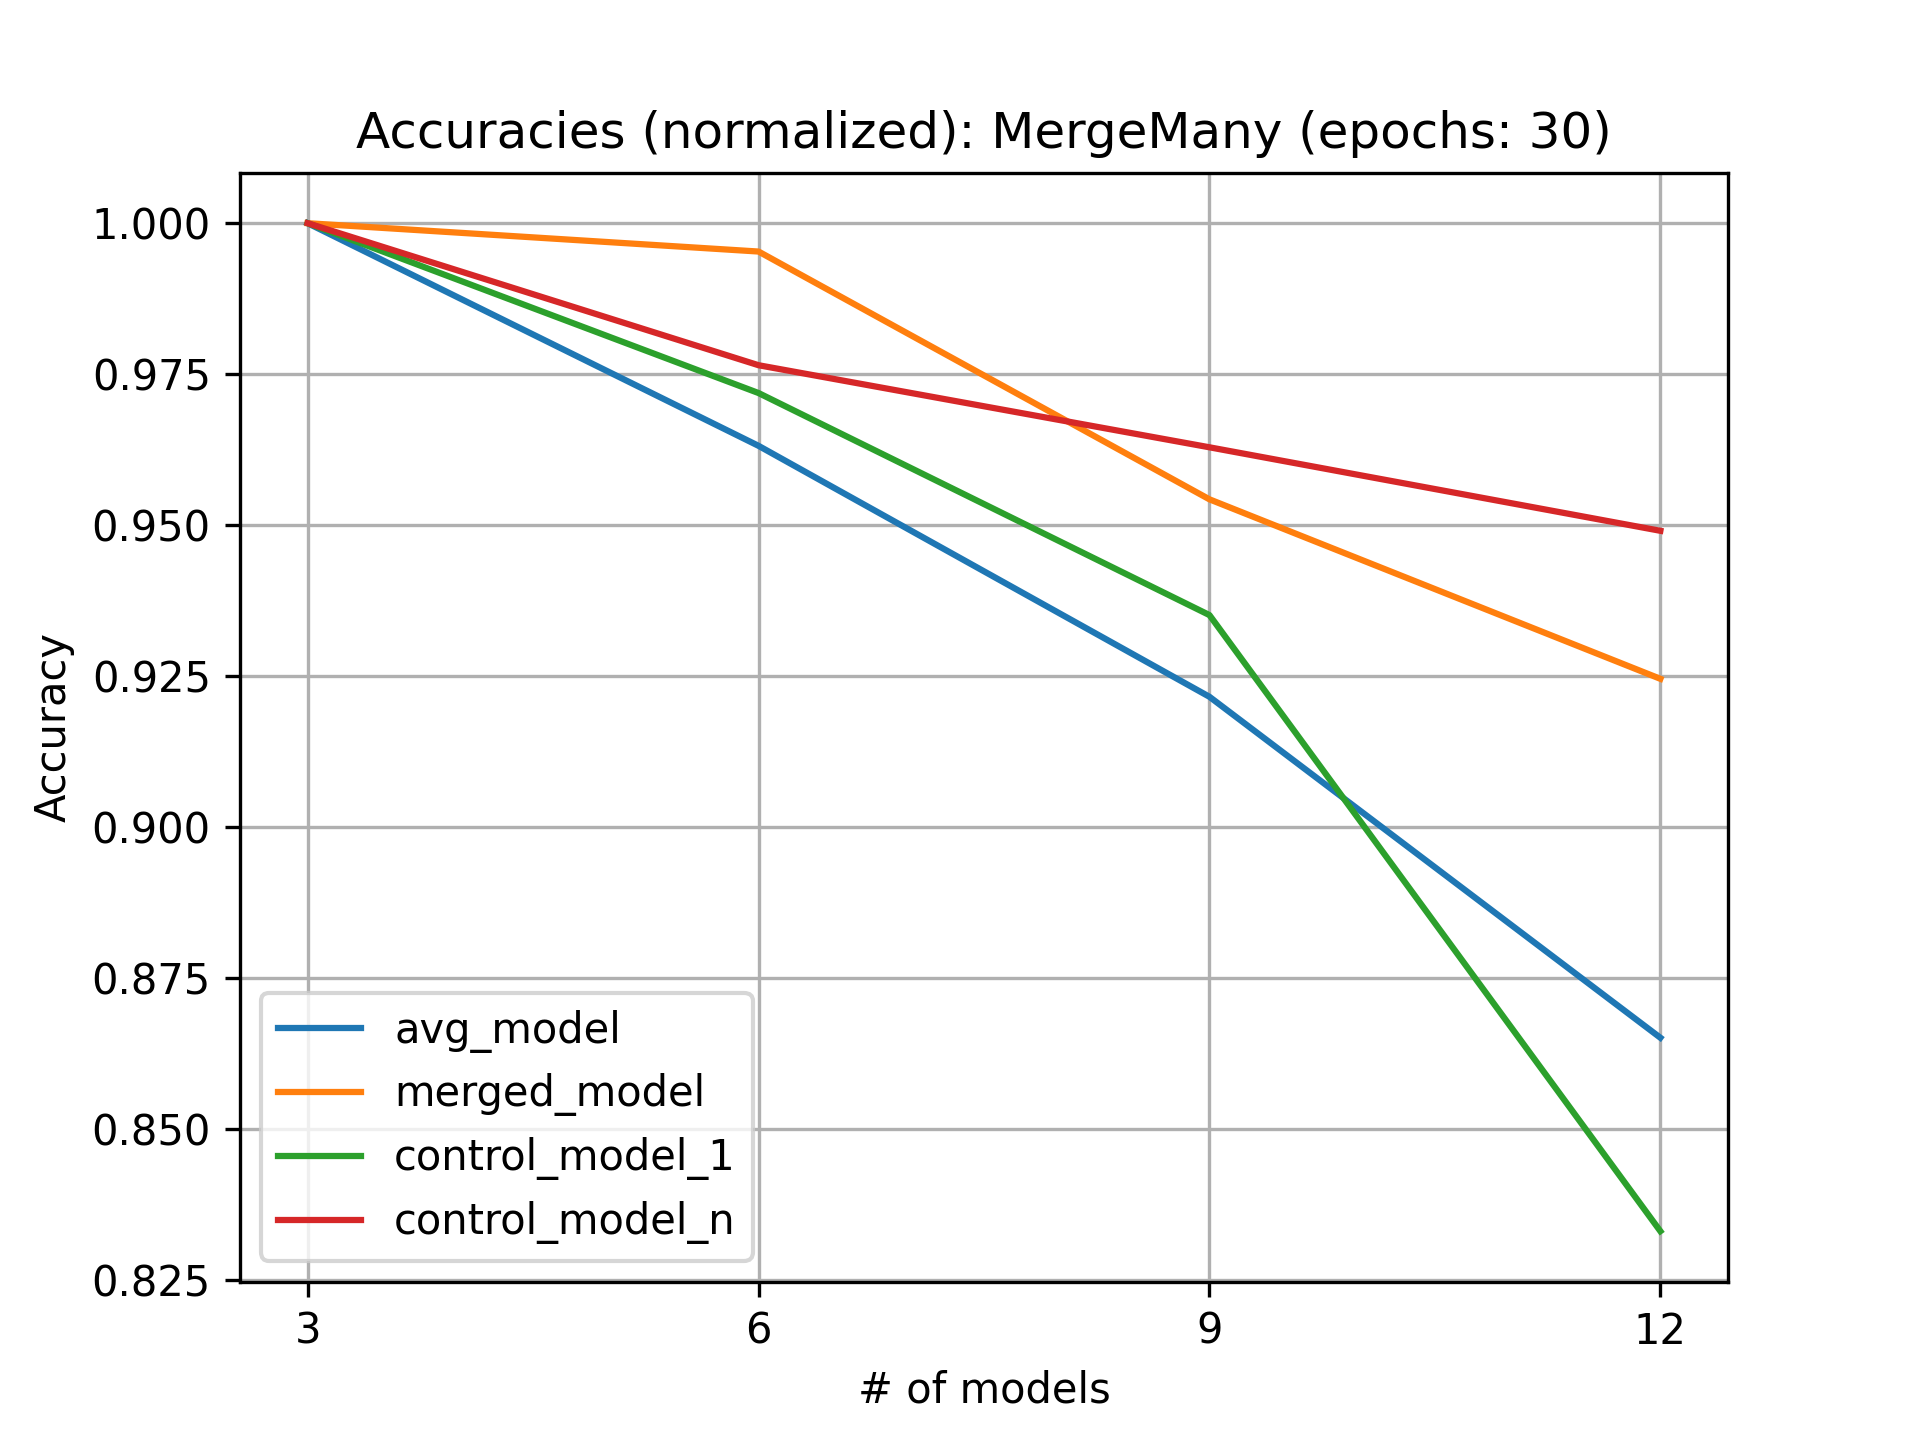 Accuracies (normalized): MergeMany (epochs: 30)
1.000
0.975
0.950
0.925
0.900
0.875
0.850
0.825
Accuracy
avg_model
merged_model
control_model_1
control_model_n
3 6 9 12
# of models